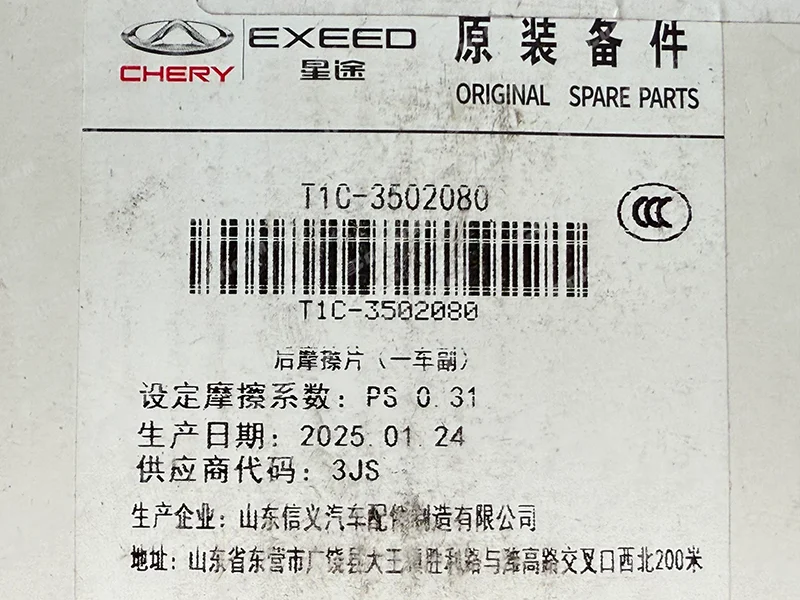 CHERY
EXEED
星途
原装备件
ORIGINAL SPARE PARTS
T1C-3502080
CCC
T1C-3502080
后摩擦片（一车副）
设定摩擦系数：PS 0.31
生产日期：2025.01.24
供应商代码：3JS
生产企业：山东信义汽车配件制造有限公司
地址：山东省东营市广饶县大王镇胜利路与潍高路交叉口西北200米